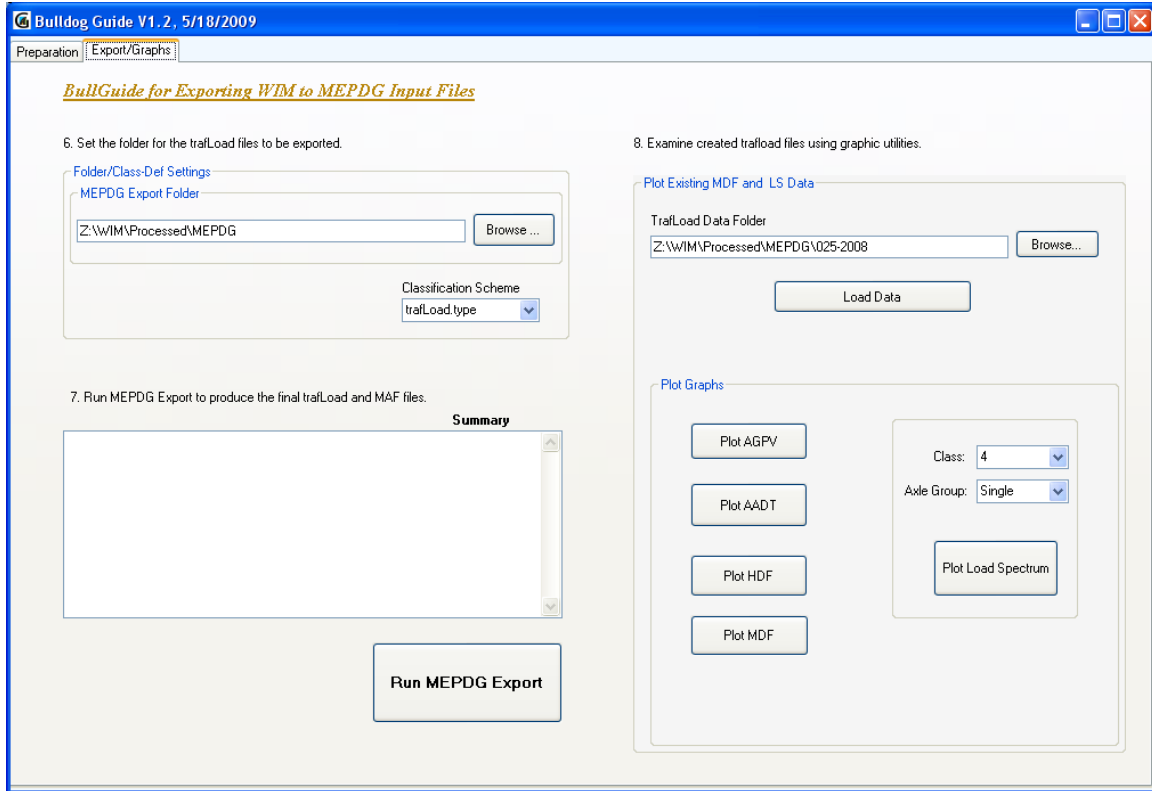 Bulldog Guide V1.2, 5/18/2009
Preparation
Export/Graphs
BullGuide for Exporting WIM to MEPDG Input Files
6. Set the folder for the trafLoad files to be exported.
Folder/Class-Def Settings
MEPDG Export Folder
Z:\WIM\Processed\MEPDG
Browse ...
Classification Scheme
trafLoad.type
7. Run MEPDG Export to produce the final trafLoad and MAF files.
Summary
Run MEPDG Export
8. Examine created trafload files using graphic utilities.
Plot Existing MDF and LS Data
TrafLoad Data Folder
Z:\WIM\Processed\MEPDG\025-2008
Browse...
Load Data
Plot Graphs
Plot AGPV
Plot AADT
Plot HDF
Plot MDF
Class: 4
Axle Group: Single
Plot Load Spectrum